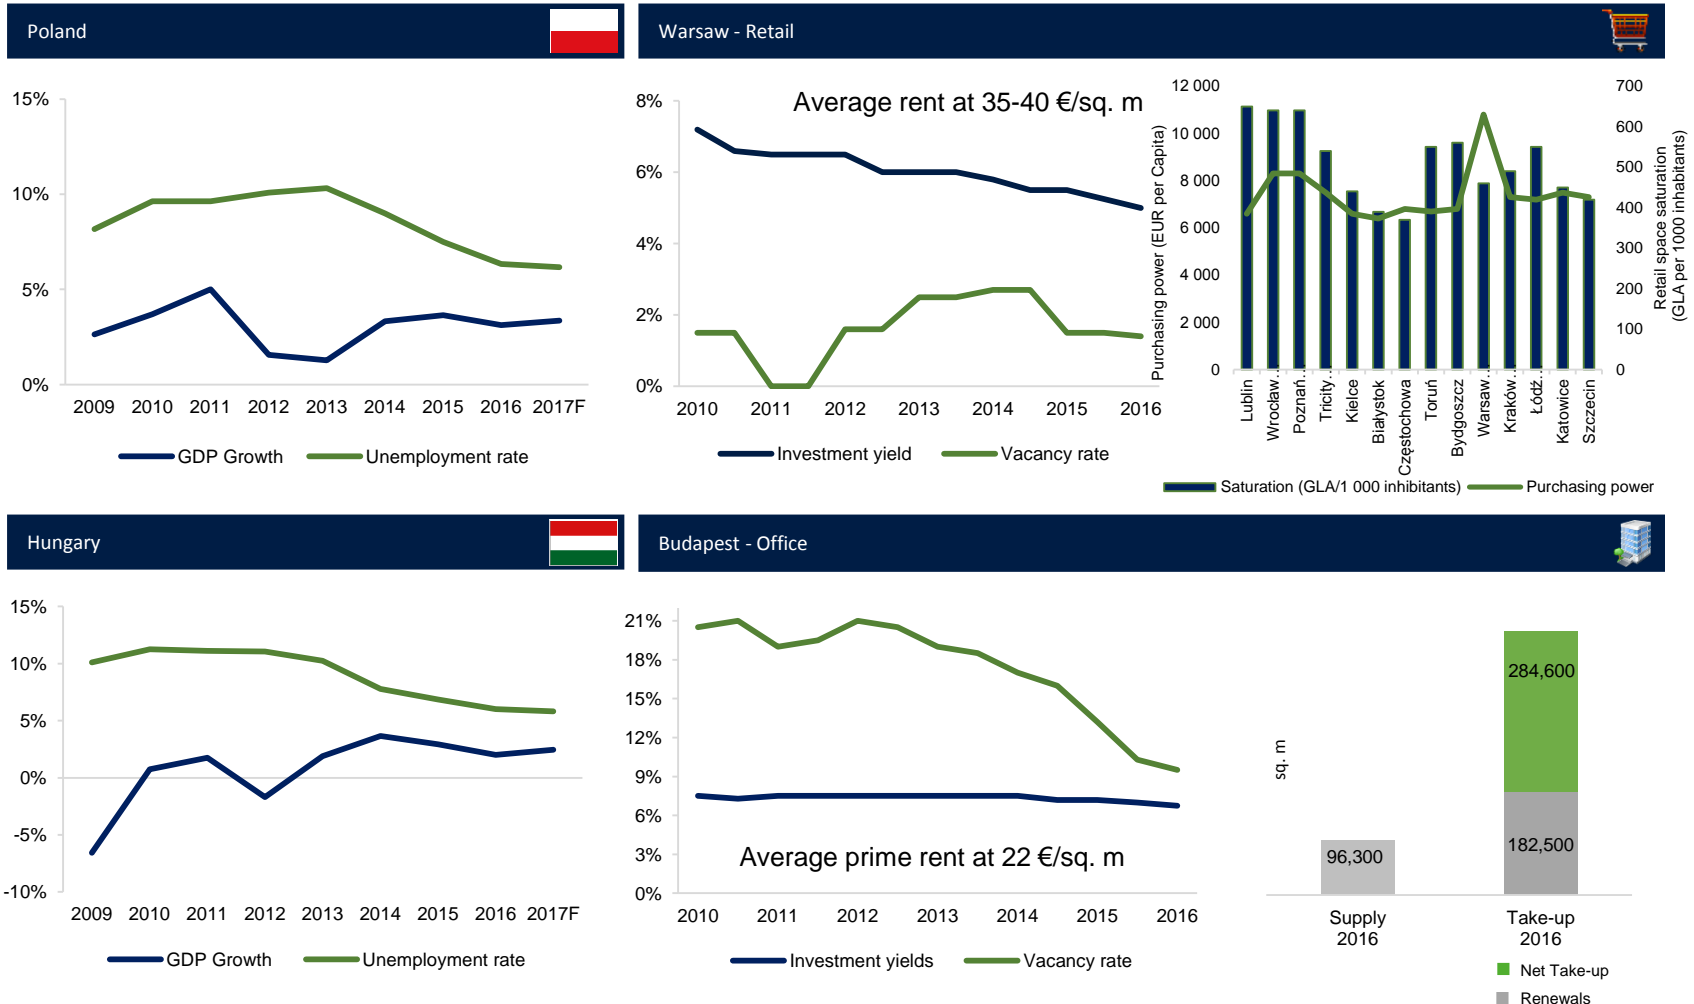 Poland
Warsaw - Retail
15%
10%
5%
0%
2009 2010 2011 2012 2013 2014 2015 2016 2017F
GDP Growth Unemployment rate
Average rent at 35-40 €/sq. m
8%
6%
4%
2%
0%
2010 2011 2012 2013 2014 2015 2016
Investment yield Vacancy rate
Purchasing power (EUR per Capita)
12 000
10 000
8 000
6 000
4 000
2 000
0
700
600
500
400
300
200
100
0
Retail space saturation
(GLA per 1000 inhabitants)
Lublin
Wrocław…
Poznań…
Tricity…
Kielce
Białystok
Częstochowa
Toruń
Bydgoszcz
Warsaw…
Kraków…
Łódź…
Katowice
Szczecin
Saturation (GLA/1 000 inhibitants) Purchasing power
Hungary
Budapest - Office
15%
10%
5%
0%
-5%
-10%
2009 2010 2011 2012 2013 2014 2015 2016 2017F
GDP Growth Unemployment rate
21%
18%
15%
12%
9%
6%
3%
0%
Average prime rent at 22 €/sq. m
2010 2011 2012 2013 2014 2015 2016
Investment yields Vacancy rate
sq. m
284,600
182,500
96,300
Supply
2016
Take-up
2016
Net Take-up
Renewals